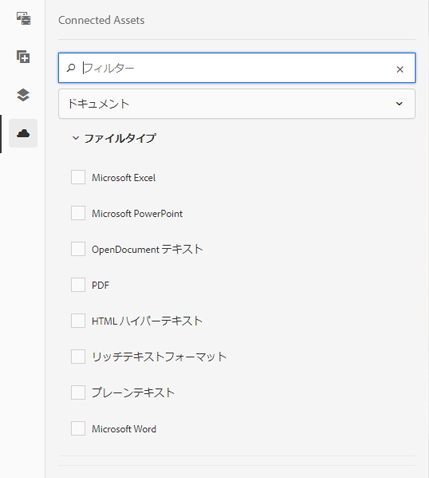 Connected Assets
フィルター
ドキュメント
ファイルタイプ
Microsoft Excel
Microsoft PowerPoint
OpenDocument テキスト
PDF
HTML ハイパーテキスト
リッチテキストフォーマット
プレーンテキスト
Microsoft Word